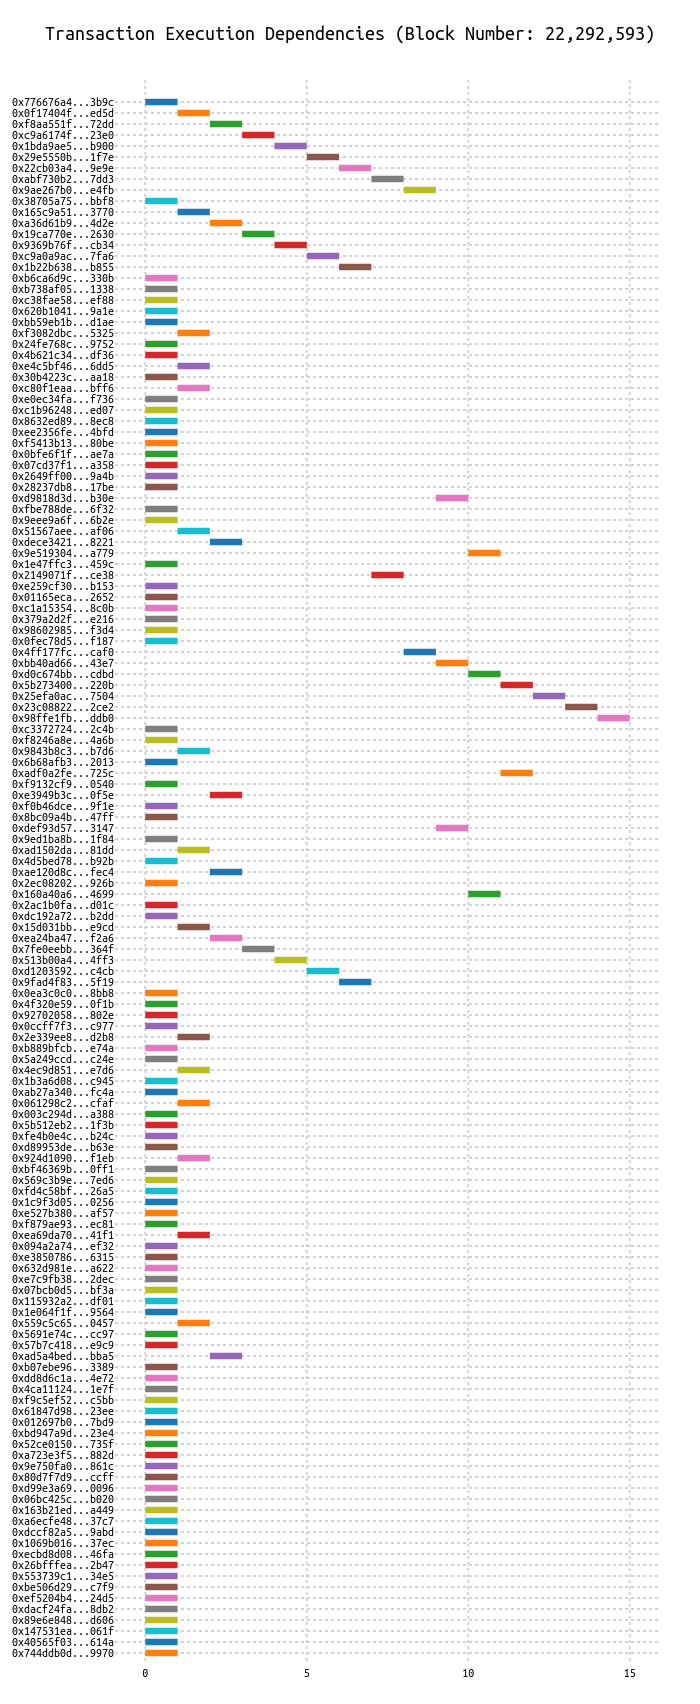 Transaction Execution Dependencies (Block Number: 22,292,593)
0x776676a4...3b9c
0x0f17404f...ed5d
0xf8aa551f...72dd
0xc9a6174f...23e0
0x1bda9ae5...b900
0x29e5550b...1f7e
0x22cb03a4...9e9e
0xabf730b2...7dd3
0x9ae267b0...e4fb
0x38705a75...bbf8
0x165c9a51...3770
0xa36d61b9...4d2e
0x19ca770e...2630
0x9369b76f...cb34
0xc9a0a9ac...7fa6
0x1b22b638...b855
0xb6ca6d9c...330b
0xb738af05...1338
0xc38fae58...ef88
0x620b1041...9a1e
0xbb59eb1b...d1ae
0xf3082dbc...5325
0x24fe768c...9752
0x4b621c34...df36
0xe4c5bf46...6dd5
0x30b4223c...aa18
0xc80f1eaa...bff6
0xe0ec34fa...f736
0xc1b96248...ed07
0x8632ed89...8ec8
0xee2356fe...4bfd
0xf5413b13...80be
0x0bfe6f1f...ae7a
0x07cd37f1...a358
0x2649ff00...9a4b
0x28237db8...17be
0xd9818d3d...b30e
0xfbe788de...6f32
0x9eee9a6f...6b2e
0x51567aee...af06
0xdece3421...8221
0x9e519304...a779
0x1e47ffc3...459c
0x2149071f...ce38
0xe259cf30...b153
0x01165eca...2652
0xc1a15354...8c0b
0x379a2d2f...e216
0x98602985...f3d4
0x0fec78d5...f187
0x4ff177fc...caf0
0xbb40ad66...43e7
0xd0c674bb...cdbd
0x5b273400...220b
0x25efa0ac...7504
0x23c08822...2ce2
0x98ffe1fb...ddb0
0xc3372724...2c4b
0xf8246a8e...4a6b
0x9843b8c3...b7d6
0x6b68afb3...2013
0xadf0a2fe...725c
0xf9132cf9...0540
0xe3949b3c...0f5e
0xf0b46dce...9f1e
0x8bc09a4b...47ff
0xdef93d57...3147
0x9ed1ba8b...1f84
0xad1502da...81dd
0x4d5bed78...b92b
0xae120d8c...fec4
0x2ec08202...926b
0x160a40a6...4699
0x2ac1b0fa...d01c
0xdc192a72...b2dd
0x15d031bb...e9cd
0xea24ba47...f2a6
0x7fe0eebb...364f
0x513b00a4...4ff3
0xd1203592...c4cb
0x9fad4f83...5f19
0x0ea3c0c0...8bb8
0x4f320e59...0f1b
0x92702058...802e
0x0ccff7f3...c977
0x2e339ee8...d2b8
0xb889bfcb...e74a
0x5a249ccd...c24e
0x4ec9d851...e7d6
0x1b3a6d08...c945
0xab27a340...fc4a
0x061298c2...cfaf
0x003c294d...a388
0x5b512eb2...1f3b
0xfe4b0e4c...b24c
0xd89953de...b63e
0x924d1090...f1eb
0xbf46369b...0ff1
0x569c3b9e...7ed6
0xfd4c58bf...26a5
0x1c9f3d05...0256
0xe527b380...af57
0xf879ae93...ec81
0xea69da70...41f1
0x094a2a74...ef32
0xe3850786...6315
0x632d981e...a622
0xe7c9fb38...2dec
0x07bcb0d5...bf3a
0x115932a2...df01
0x1e064f1f...9564
0x559c5c65...0457
0x5691e74c...cc97
0x57b7c418...e9c9
0xad5a4bed...bba5
0xb07ebe96...3389
0xdd8d6c1a...4e72
0x4ca11124...1e7f
0xf9c5ef52...c5bb
0x61847d98...23ee
0x012697b0...7bd9
0xbd947a9d...23e4
0x52ce0150...735f
0xa723e3f5...882d
0x9e750fa0...861c
0x80d7f7d9...ccff
0xd99e3a69...0096
0x06bc425c...b020
0x163b21ed...a449
0xa6ecfe48...37c7
0xdccf82a5...9abd
0x1069b016...37ec
0xecbd8d08...46fa
0x26bfffea...2b47
0x553739c1...34e5
0xbe506d29...c7f9
0xef5204b4...24d5
0xdacf24fa...8db2
0x89e6e848...d606
0x147531ea...061f
0x40565f03...614a
0x744ddb0d...9970
0 5 10 15